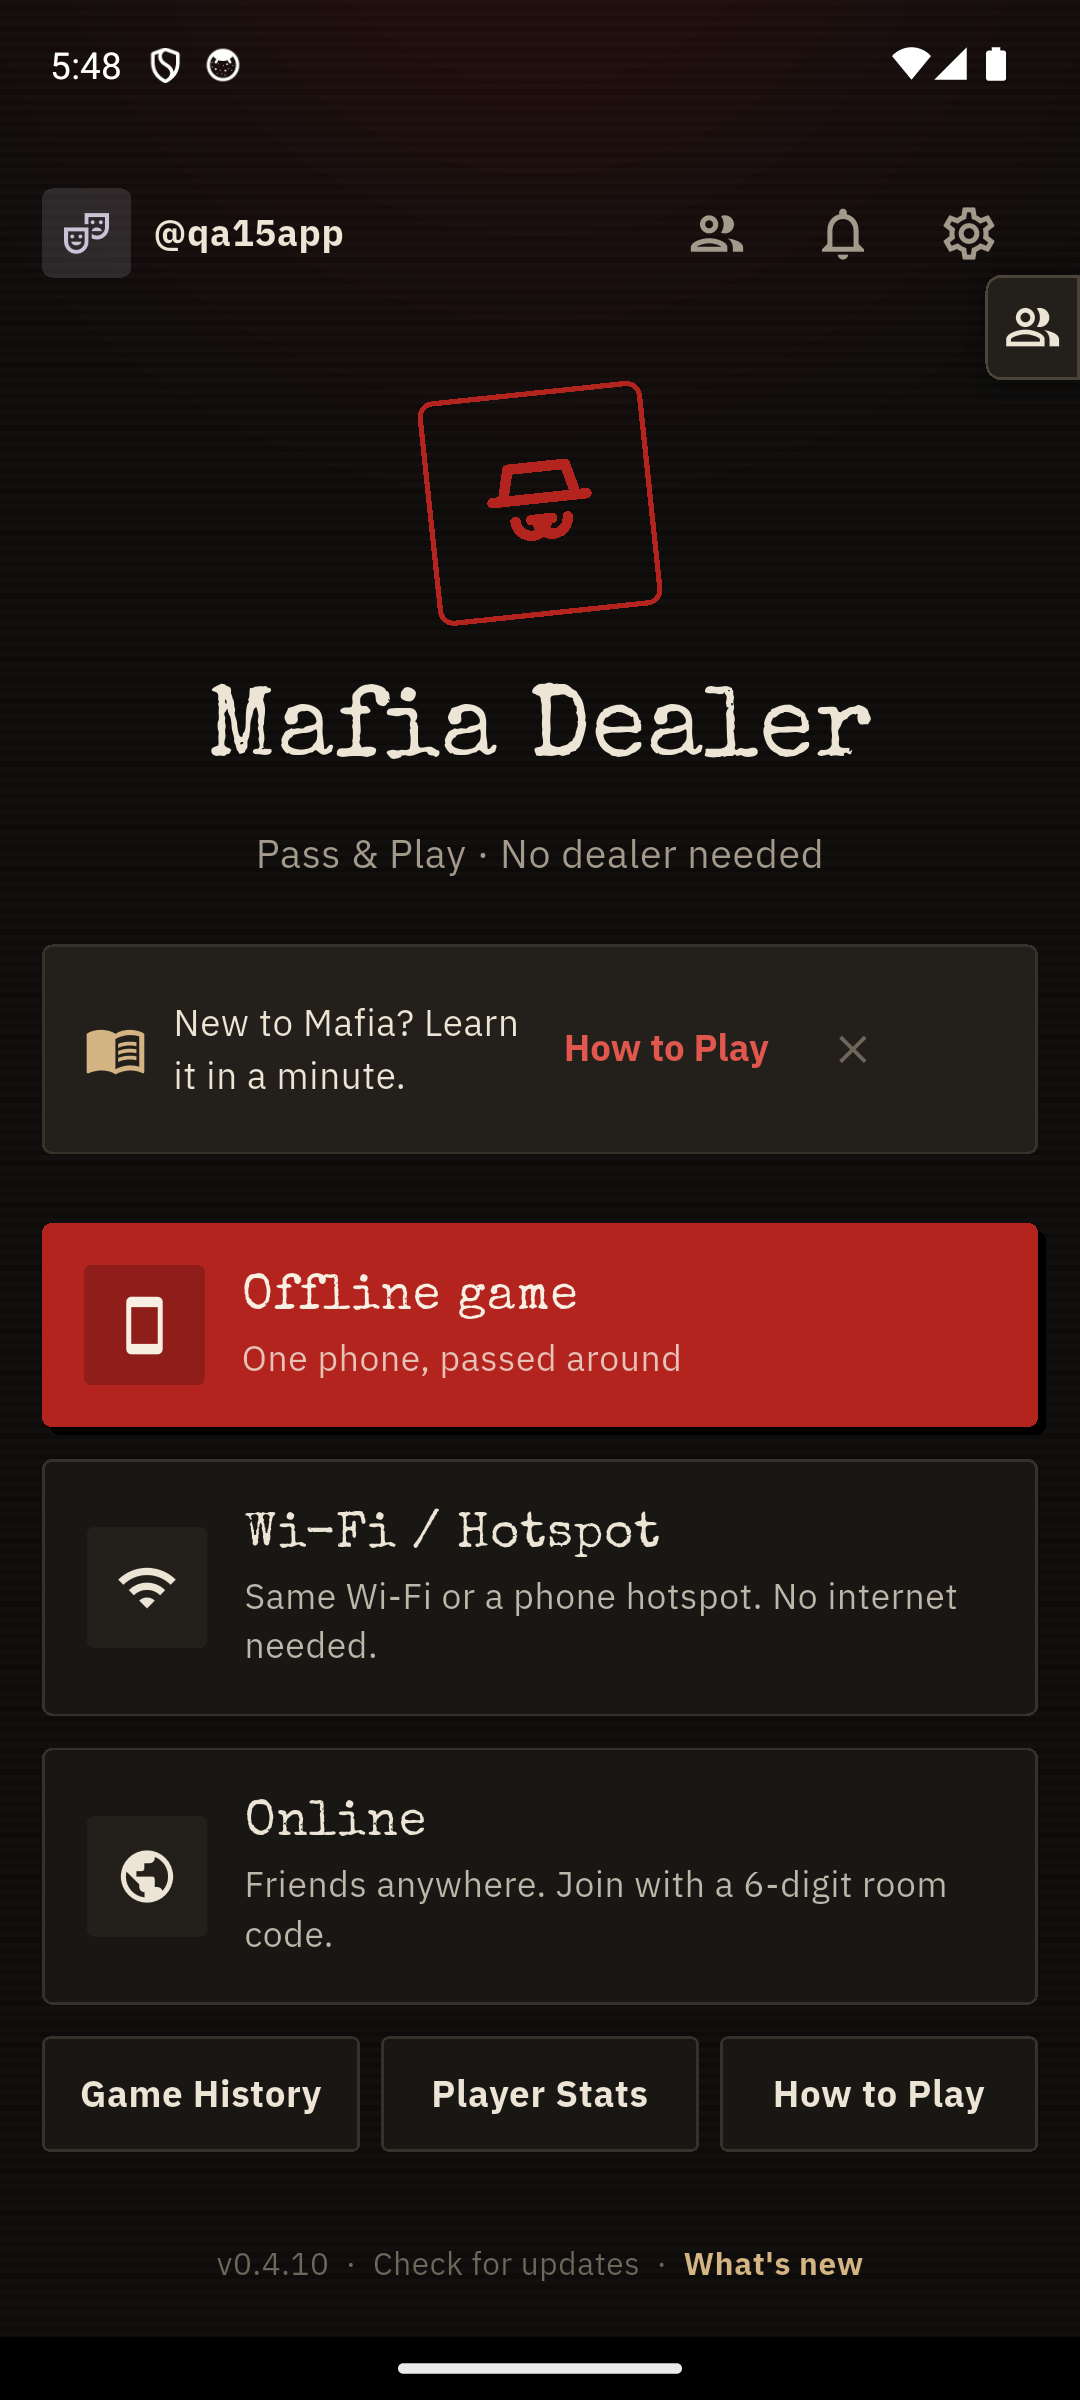 5:48
@qa15app
Mafia Dealer
Pass & Play · No dealer needed
New to Mafia? Learn
it in a minute.
How to Play
Offline game
One phone, passed around
Wi-Fi / Hotspot
Same Wi-Fi or a phone hotspot. No internet
needed.
Online
Friends anywhere. Join with a 6-digit room
code.
Game History
Player Stats
How to Play
v0.4.10 · Check for updates · What's new